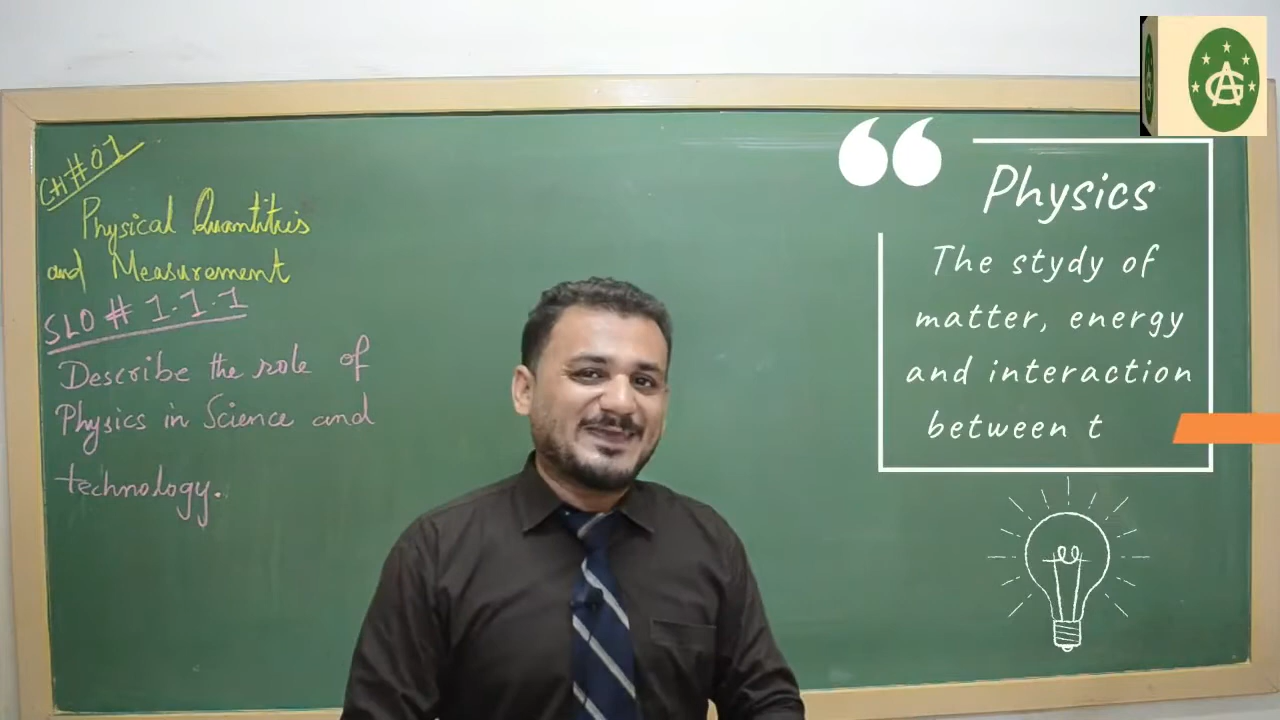 CH#01
Physical Quantities
and Measurement
SLO # 1.1.1
Describe the role of
Physics in Science and
technology.
Physics
The stydy of
matter, energy
and interaction
between t
AG